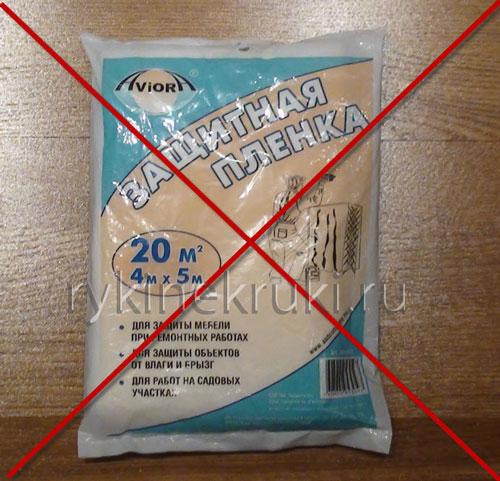 AVIORA®
ЗАЩИТНАЯ
ПЛЕНКА
20 м²
4м x 5м
rykinekruki.ru
• ДЛЯ ЗАЩИТЫ МЕБЕЛИ
ПРИ РЕМОНТНЫХ РАБОТАХ
• ДЛЯ ЗАЩИТЫ ОБЪЕКТОВ
ОТ ВЛАГИ И БРЫЗГ
• ДЛЯ РАБОТ НА САДОВЫХ
УЧАСТКАХ